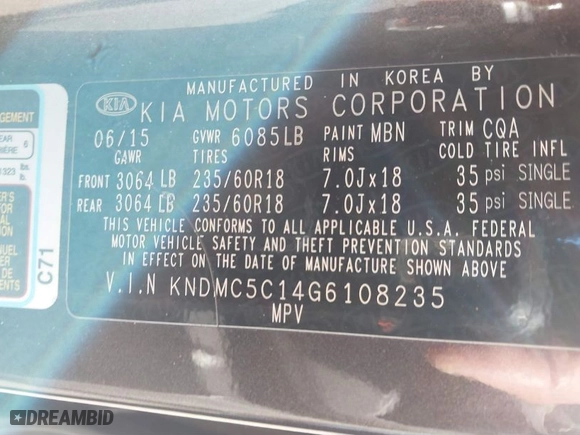 MANUFACTURED IN KOREA BY
KIA KIA MOTORS CORPORATION
06/15 GVWR 6085LB PAINT MBN TRIM CQA
GAWR TIRES RIMS COLD TIRE INFL
FRONT 3064 LB 235/60R18 7.0Jx18 35 psi SINGLE
REAR 3064 LB 235/60R18 7.0Jx18 35 psi SINGLE
THIS VEHICLE CONFORMS TO ALL APPLICABLE U.S.A. FEDERAL
MOTOR VEHICLE SAFETY AND THEFT PREVENTION STANDARDS
IN EFFECT ON THE DATE OF MANUFACTURE SHOWN ABOVE
V.I.N KNDMC5C14G6108235
MPV
C71
DREAMBID